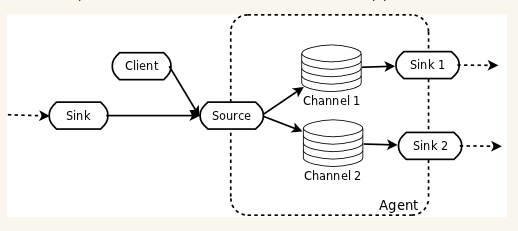 Client
Sink
Source
Channel 1
Channel 2
Sink 1
Sink 2
Agent